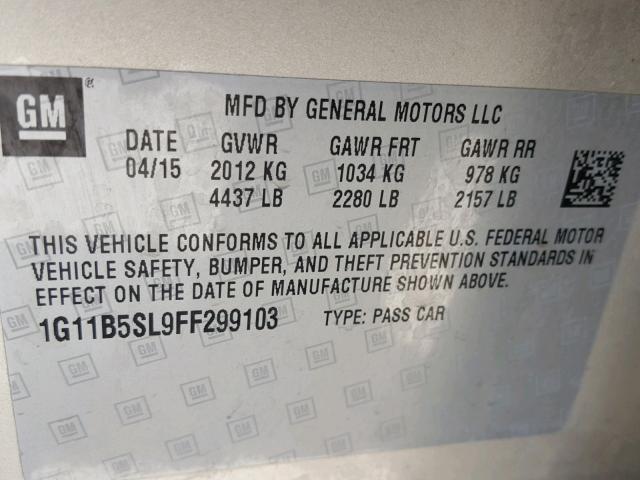 GM ®
MFD BY GENERAL MOTORS LLC
DATE GVWR GAWR FRT GAWR RR
04/15 2012 KG 1034 KG 978 KG
4437 LB 2280 LB 2157 LB
THIS VEHICLE CONFORMS TO ALL APPLICABLE U.S. FEDERAL MOTOR
VEHICLE SAFETY, BUMPER, AND THEFT PREVENTION STANDARDS IN
EFFECT ON THE DATE OF MANUFACTURE SHOWN ABOVE.
1G11B5SL9FF299103 TYPE: PASS CAR